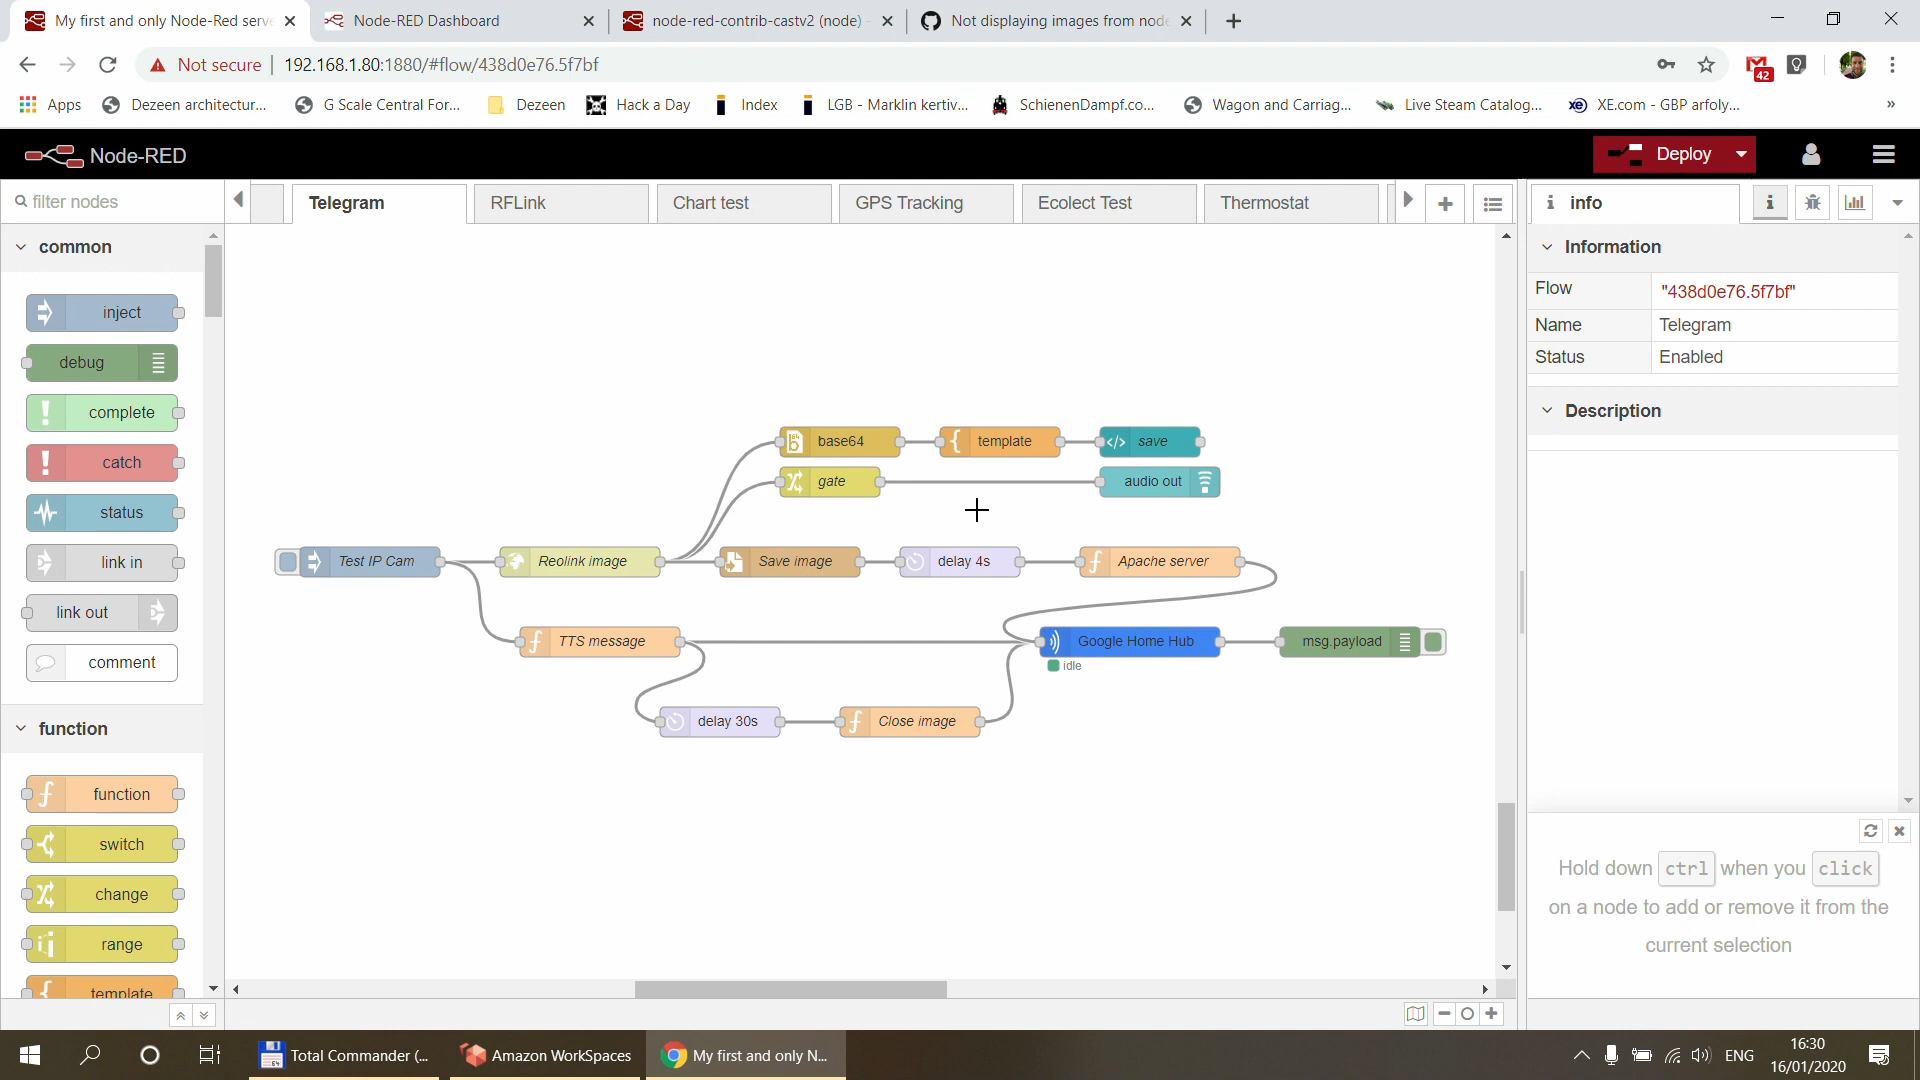 My first and only Node-Red serv
Node-RED Dashboard
node-red-contrib-castv2 (node) -
Not displaying images from node
Not secure
192.168.1.80:1880/#flow/438d0e76.5f7bf
42
Apps
Dezeen architectur...
G Scale Central For...
Dezeen
Hack a Day
Index
LGB - Marklin kertiv...
SchienenDampf.co...
Wagon and Carriag...
Live Steam Catalog...
XE.com - GBP arfoly...
»
Node-RED
Deploy
filter nodes
Telegram
RFLink
Chart test
GPS Tracking
Ecolect Test
Thermostat
info
common
inject
debug
complete
catch
status
link in
link out
comment
function
function
switch
change
range
template
base64
template
save
gate
audio out
Test IP Cam
Reolink image
Save image
delay 4s
Apache server
TTS message
Google Home Hub
idle
msg.payload
delay 30s
Close image
Information
Flow "438d0e76.5f7bf"
Name Telegram
Status Enabled
Description
Hold down ctrl when you click
on a node to add or remove it from the
current selection
Total Commander (...
Amazon WorkSpaces
My first and only N...
ENG
16:30
16/01/2020